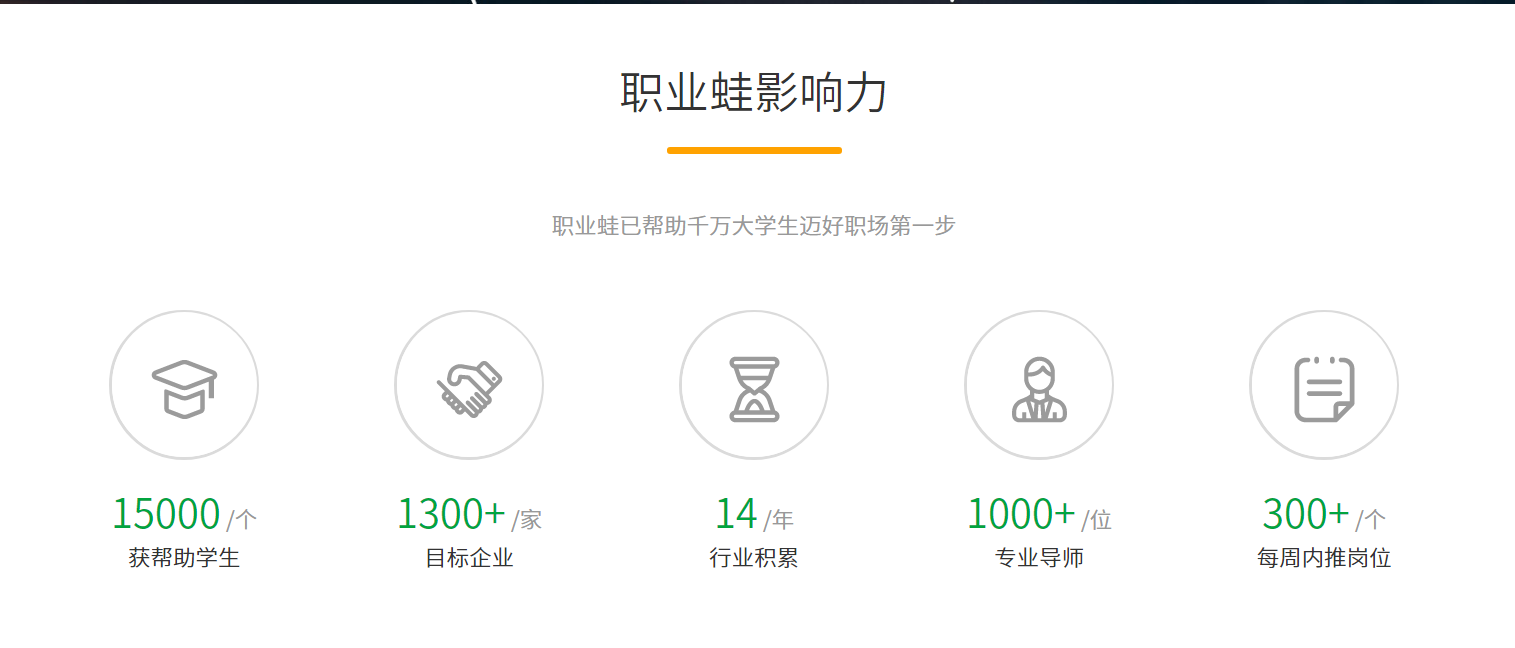 职业蛙影响力
职业蛙已帮助千万大学生迈好职场第一步
15000 /个
获帮助学生
1300+ /家
目标企业
14 /年
行业积累
1000+ /位
专业导师
300+ /个
每周内推岗位